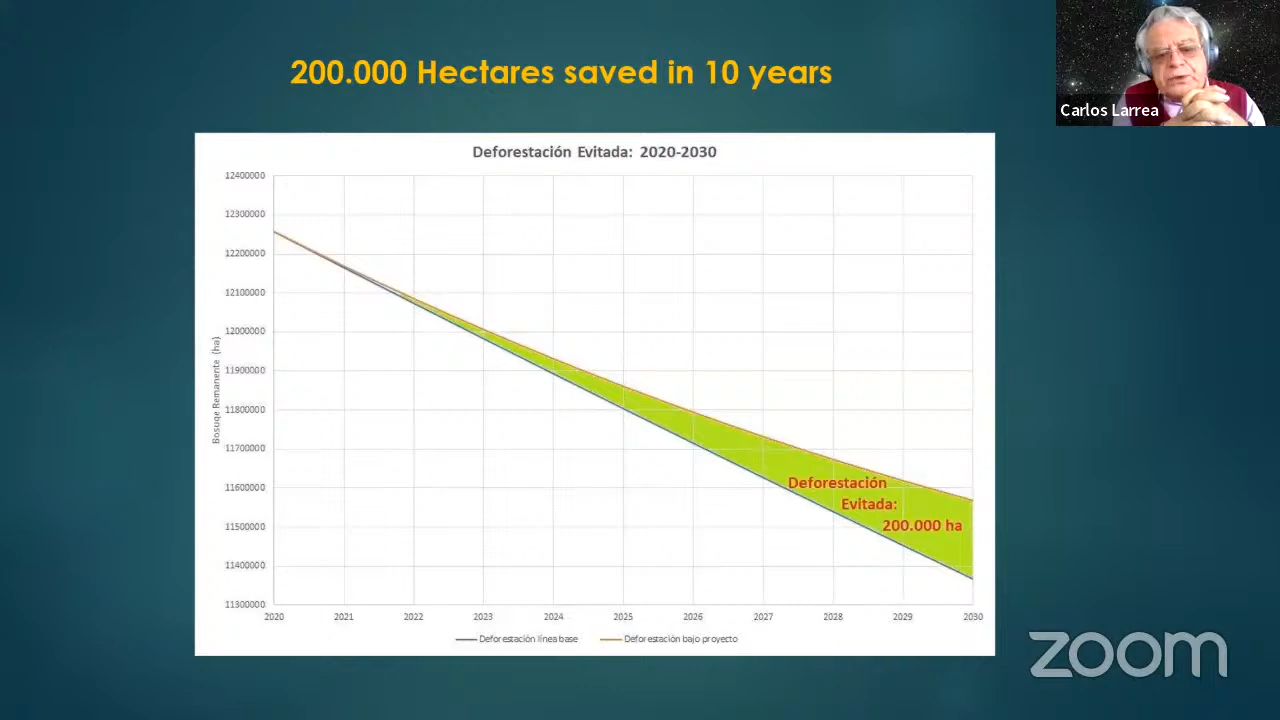 200.000 Hectares saved in 10 years
Carlos Larrea
Deforestación Evitada: 2020-2030
12400000
12300000
12200000
12100000
12000000
11900000
11800000
11700000
11600000
11500000
11400000
11300000
Bosuqe Remanente (ha)
Deforestación
Evitada:
200.000 ha
2020 2021 2022 2023 2024 2025 2026 2027 2028 2029 2030
Deforestación línea base Deforestación bajo proyecto
zoom